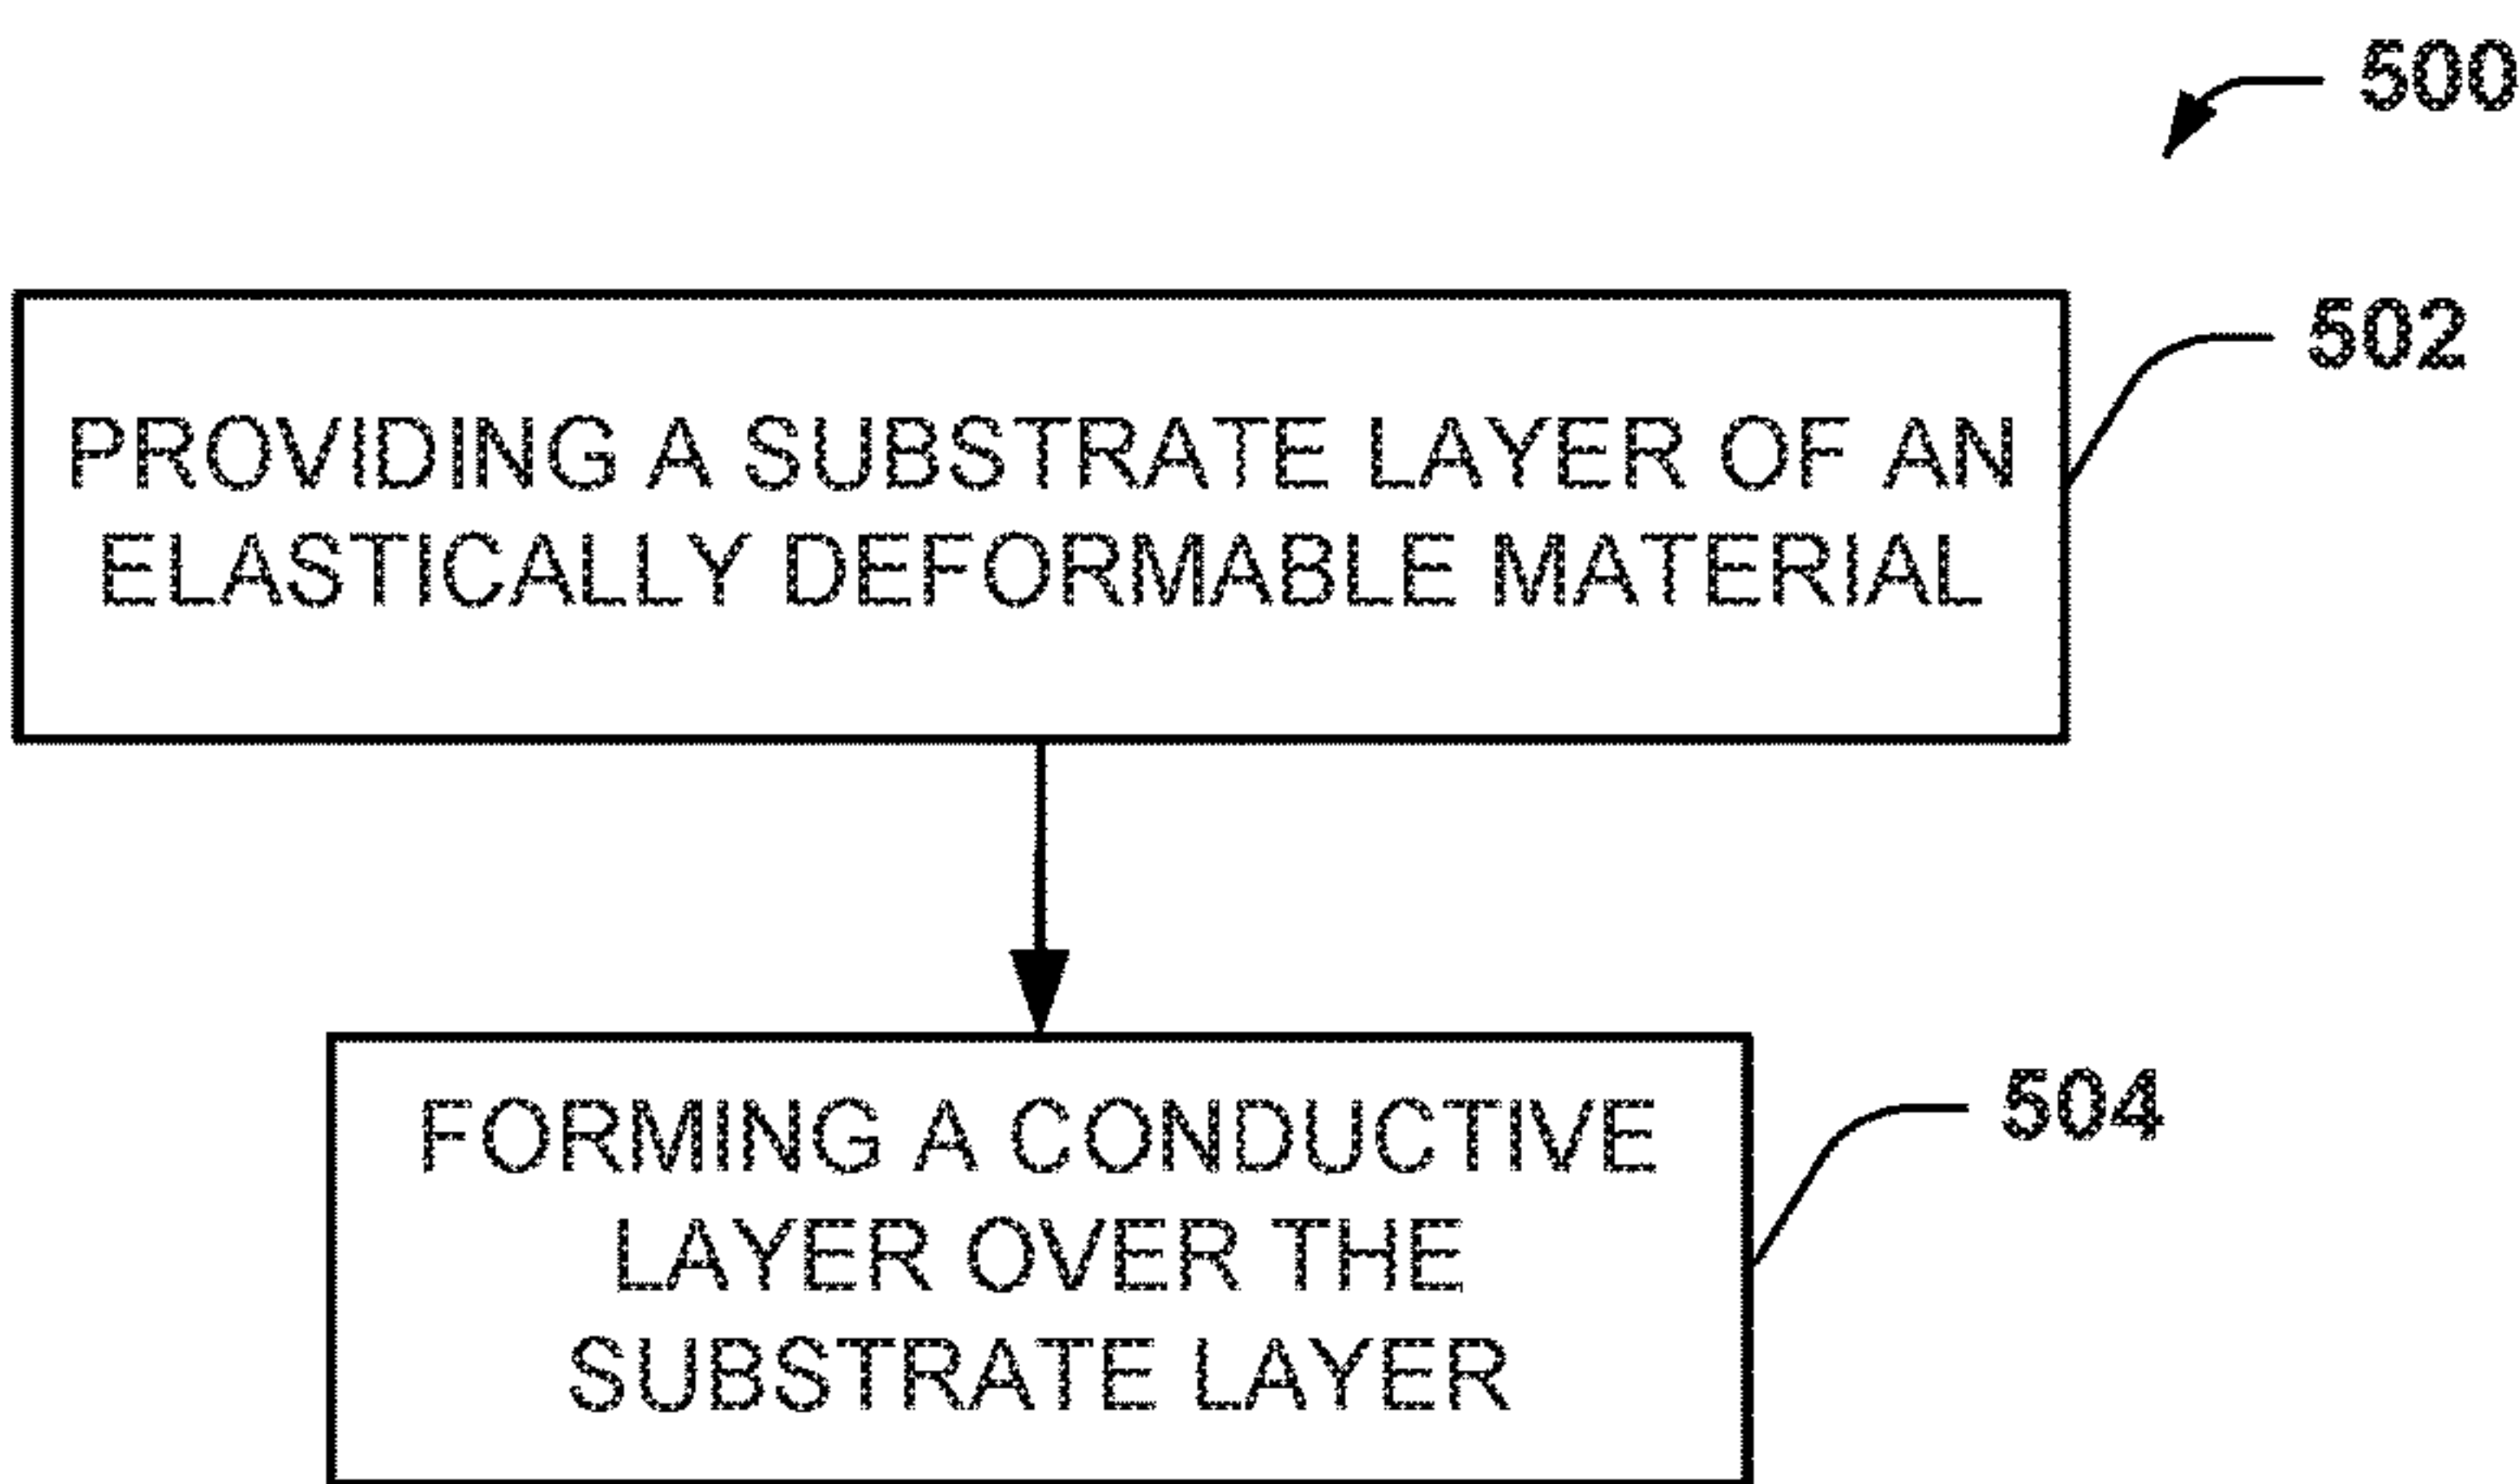 500
502
PROVIDING A SUBSTRATE LAYER OF AN
ELASTICALLY DEFORMABLE MATERIAL
504
FORMING A CONDUCTIVE
LAYER OVER THE
SUBSTRATE LAYER